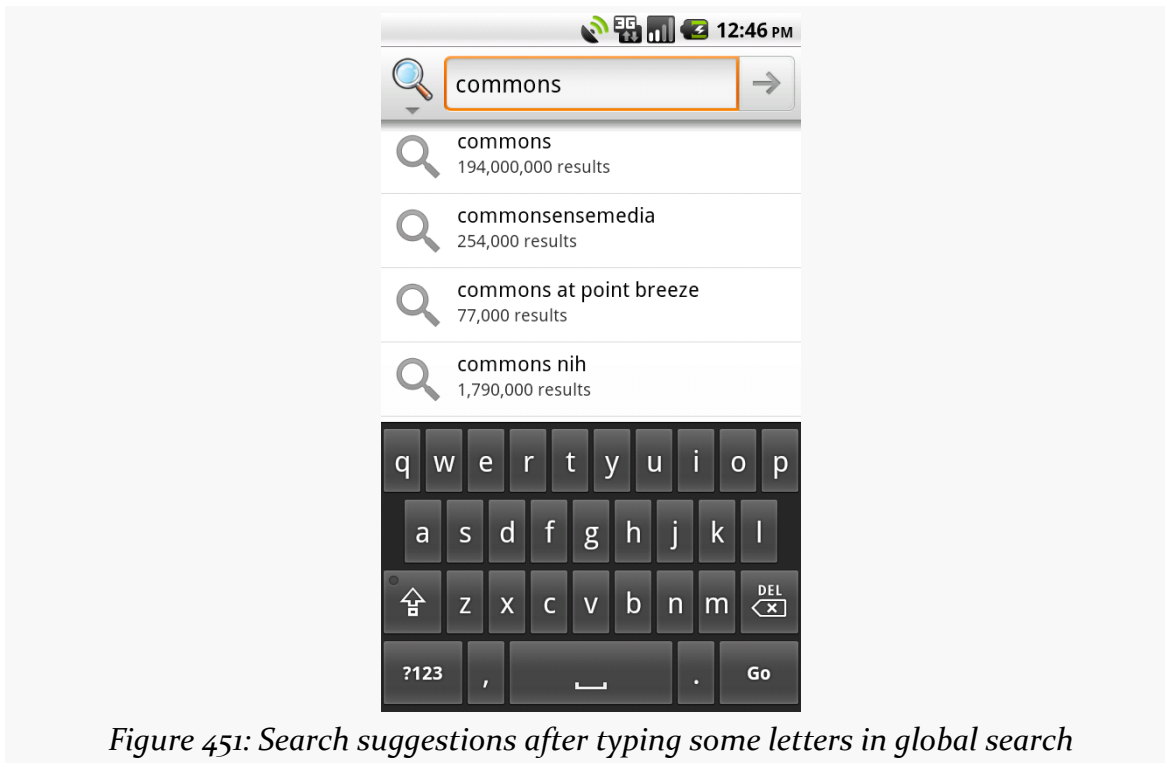 3G
12:46 PM
commons
commons
194,000,000 results
commonsensemedia
254,000 results
commons at point breeze
77,000 results
commons nih
1,790,000 results
q w e r t y u i o p
a s d f g h j k l
z x c v b n m DEL
?123 , . Go
Figure 451: Search suggestions after typing some letters in global search